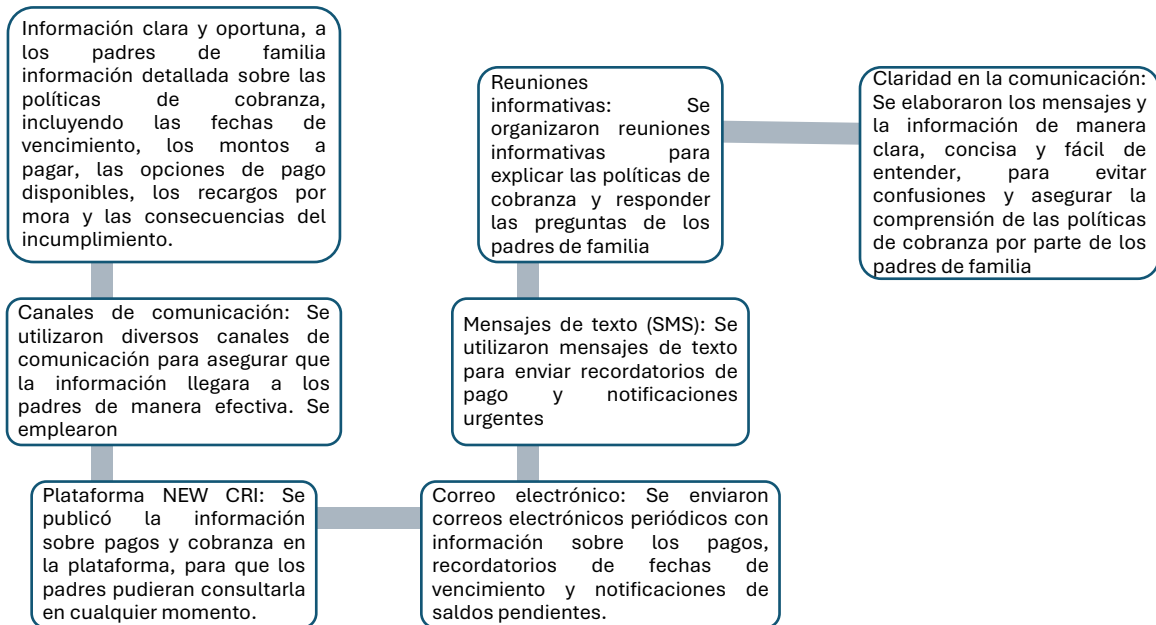 Información clara y oportuna, a
los padres de familia
información detallada sobre las
políticas de cobranza,
incluyendo las fechas de
vencimiento, los montos a
pagar, las opciones de pago
disponibles, los recargos por
mora y las consecuencias del
incumplimiento.
Canales de comunicación: Se
utilizaron diversos canales de
comunicación para asegurar que
la información llegara a los
padres de manera efectiva. Se
emplearon
Plataforma NEW CRI: Se
publicó la información
sobre pagos y cobranza en
la plataforma, para que los
padres pudieran consultarla
en cualquier momento.
Correo electrónico: Se enviaron
correos electrónicos periódicos con
información sobre los pagos,
recordatorios de fechas de
vencimiento y notificaciones de
saldos pendientes.
Mensajes de texto (SMS): Se
utilizaron mensajes de texto
para enviar recordatorios de
pago y notificaciones
urgentes
Reuniones
informativas: Se
organizaron reuniones
informativas para
explicar las políticas de
cobranza y responder
las preguntas de los
padres de familia
Claridad en la comunicación:
Se elaboraron los mensajes y
la información de manera
clara, concisa y fácil de
entender, para evitar
confusiones y asegurar la
comprensión de las políticas
de cobranza por parte de los
padres de familia